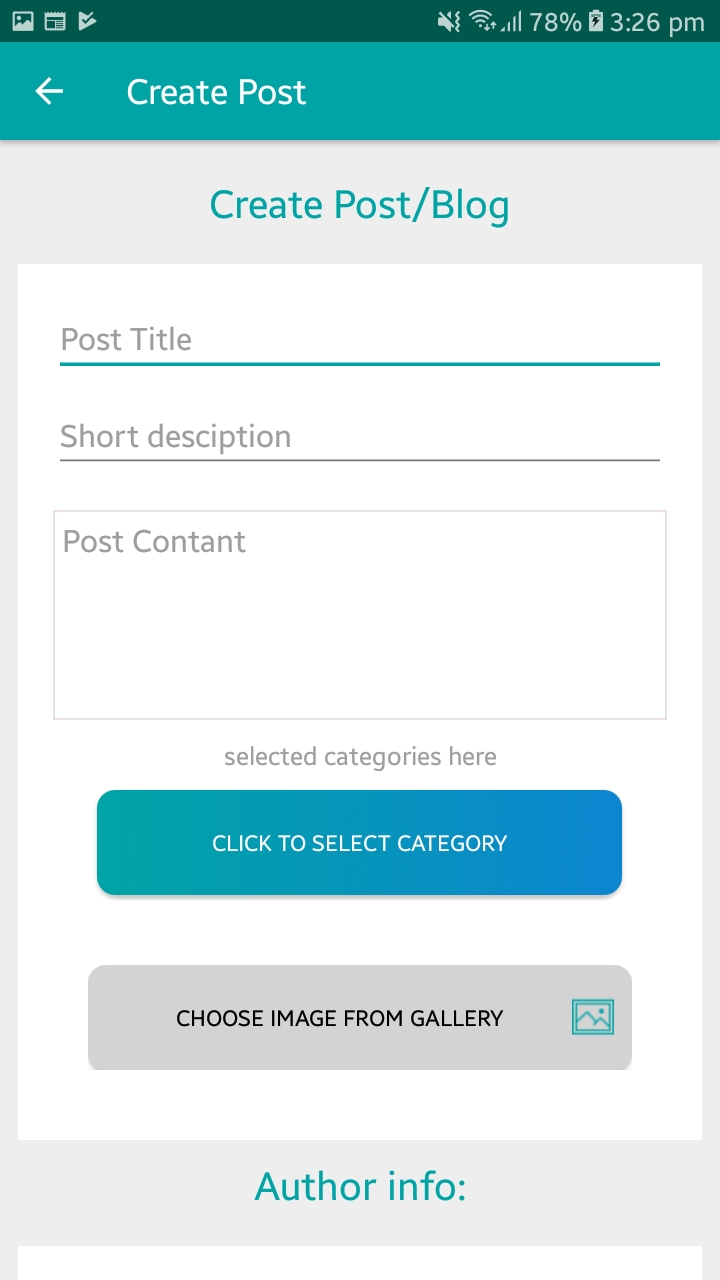 78% 3:26 pm
Create Post
Create Post/Blog
Post Title
Short desciption
Post Contant
selected categories here
CLICK TO SELECT CATEGORY
CHOOSE IMAGE FROM GALLERY
Author info: